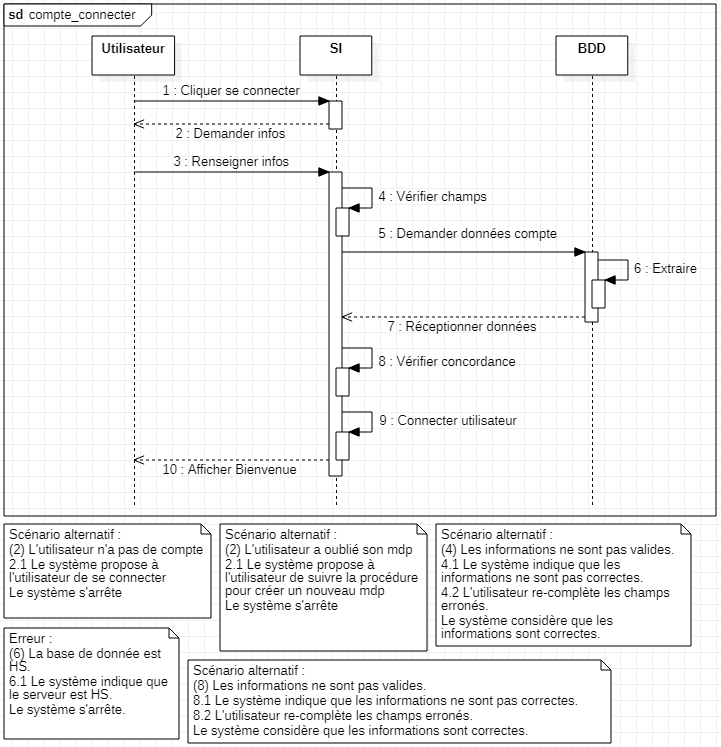 sd compte_connecter
Utilisateur
SI
BDD
1 : Cliquer se connecter
2 : Demander infos
3 : Renseigner infos
4 : Vérifier champs
5 : Demander données compte
6 : Extraire
7 : Réceptionner données
8 : Vérifier concordance
9 : Connecter utilisateur
10 : Afficher Bienvenue
Scénario alternatif :
(2) L'utilisateur n'a pas de compte
2.1 Le système propose à
l'utilisateur de se connecter
Le système s'arrête
Scénario alternatif :
(2) L'utilisateur a oublié son mdp
2.1 Le système propose à
l'utilisateur de suivre la procédure
pour créer un nouveau mdp
Le système s'arrête
Scénario alternatif :
(4) Les informations ne sont pas valides.
4.1 Le système indique que les
informations ne sont pas correctes.
4.2 L'utilisateur re-complète les champs
erronés.
Le système considère que les
informations sont correctes.
Erreur :
(6) La base de donnée est
HS.
6.1 Le système indique que
le serveur est HS.
Le système s'arrête.
Scénario alternatif :
(8) Les informations ne sont pas valides.
8.1 Le système indique que les informations ne sont pas correctes.
8.2 L'utilisateur re-complète les champs erronés.
Le système considère que les informations sont correctes.